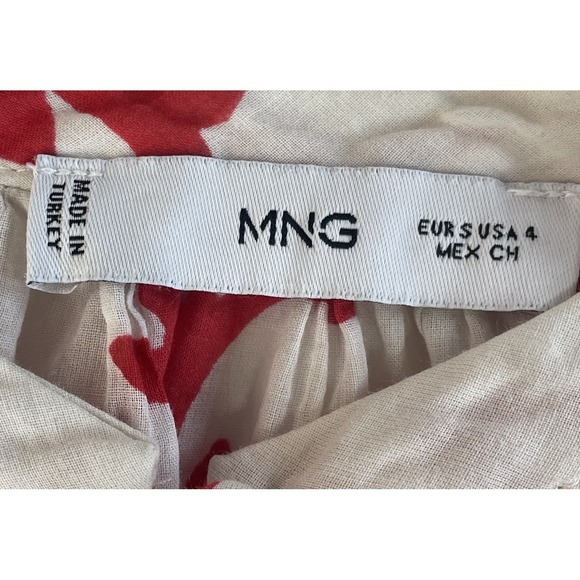 MADE IN
TURKEY
MNG
EUR S USA 4
MEX CH